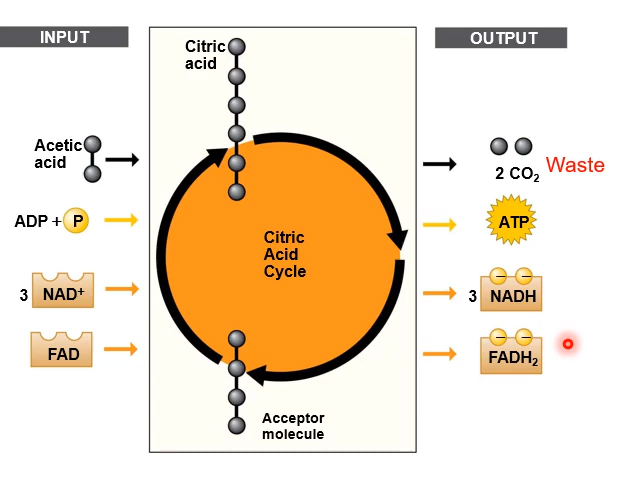 INPUT
Citric
acid
OUTPUT
Acetic
acid
2 CO₂ Waste
ADP + P
ATP
Citric
Acid
Cycle
3 NAD⁺
3 NADH
FAD
FADH₂
Acceptor
molecule